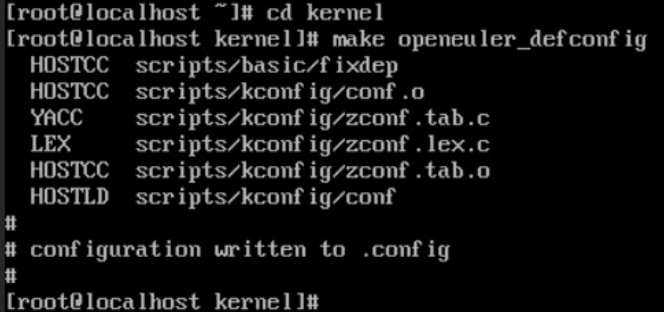 [root@localhost ~]# cd kernel
[root@localhost kernel]# make openeuler_defconfig
  HOSTCC  scripts/basic/fixdep
  HOSTCC  scripts/kconfig/conf.o
  YACC    scripts/kconfig/zconf.tab.c
  LEX     scripts/kconfig/zconf.lex.c
  HOSTCC  scripts/kconfig/zconf.tab.o
  HOSTLD  scripts/kconfig/conf
#
# configuration written to .config
#
[root@localhost kernel]#